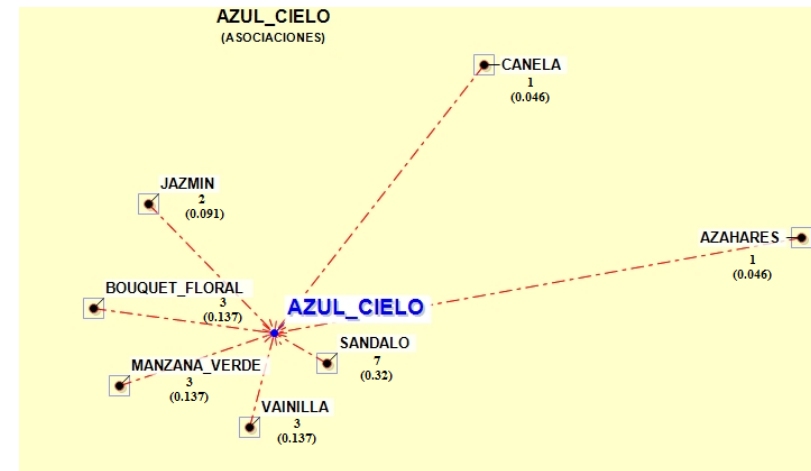 AZUL_CIELO
(ASOCIACIONES)
CANELA
1
(0.046)
JAZMIN
2
(0.091)
AZAHARES
1
(0.046)
BOUQUET_FLORAL
3
(0.137)
AZUL_CIELO
SANDALO
7
(0.32)
MANZANA_VERDE
3
(0.137)
VAINILLA
3
(0.137)